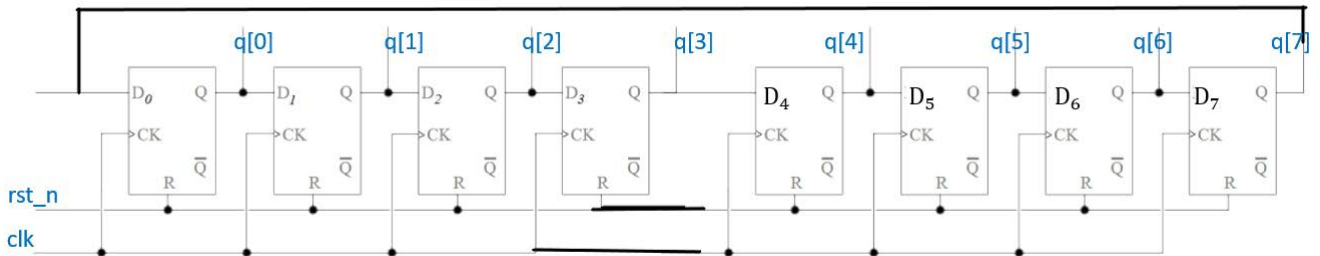 q[0] q[1] q[2] q[3] q[4] q[5] q[6] q[7]
D0 Q D1 Q D2 Q D3 Q D4 Q D5 Q D6 Q D7 Q
CK CK CK CK CK CK CK CK
Q̅ Q̅ Q̅ Q̅ Q̅ Q̅ Q̅ Q̅
R R R R R R R R
rst_n
clk